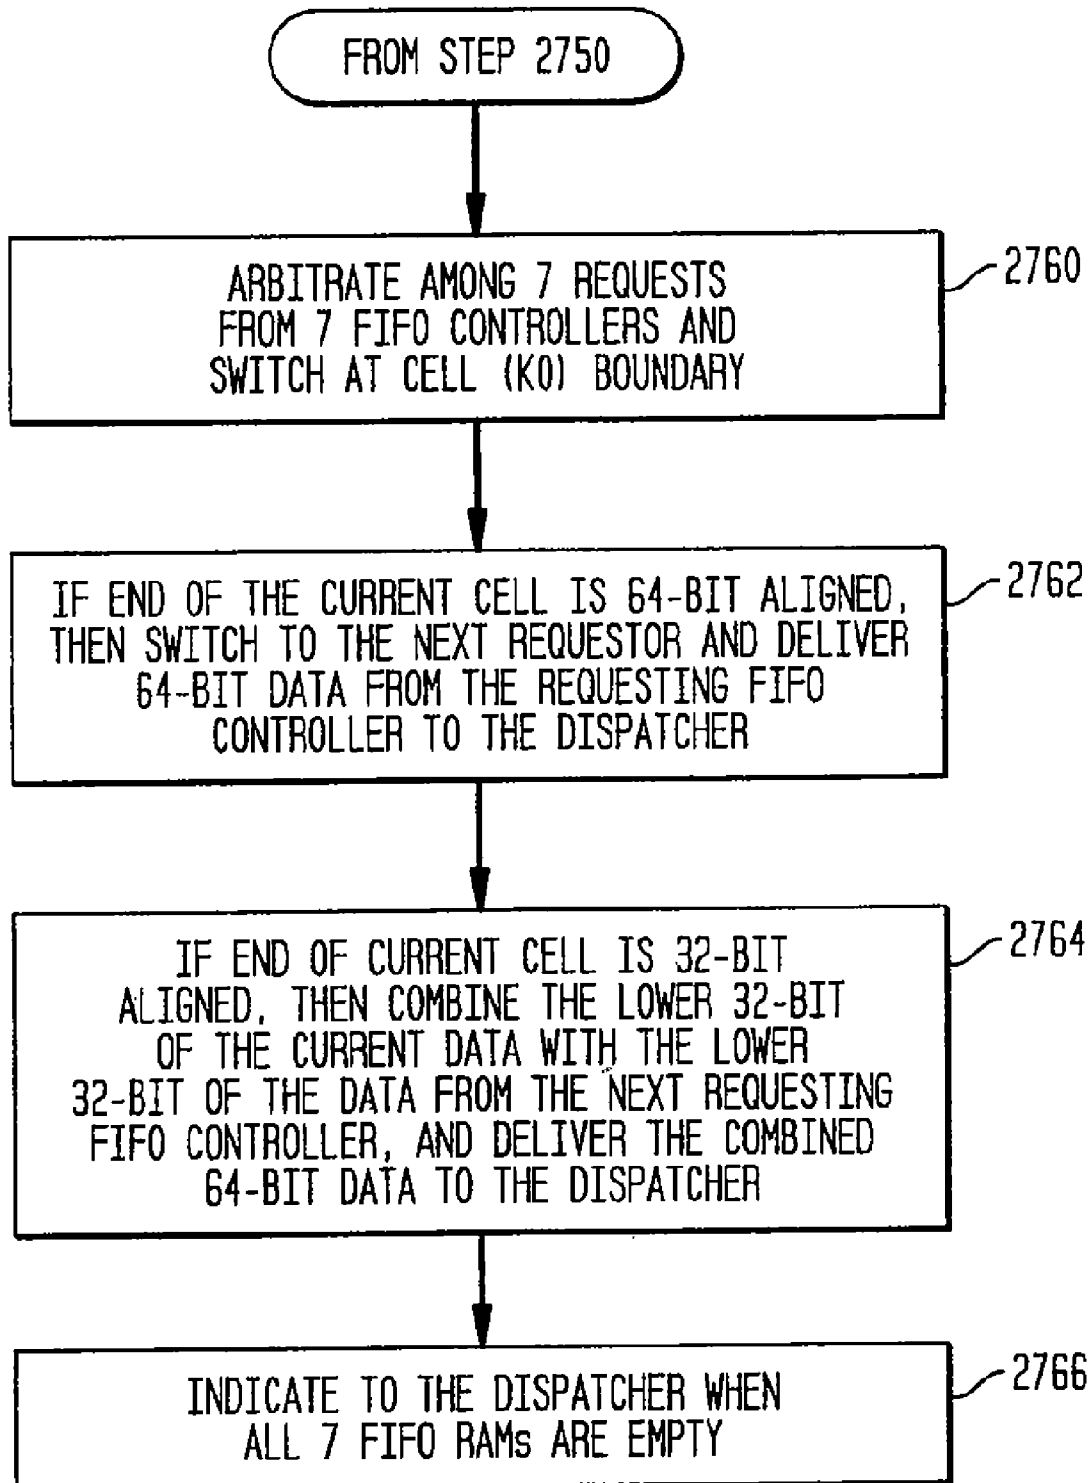 FROM STEP 2750
ARBITRATE AMONG 7 REQUESTS
FROM 7 FIFO CONTROLLERS AND
SWITCH AT CELL (K0) BOUNDARY
2760
IF END OF THE CURRENT CELL IS 64-BIT ALIGNED,
THEN SWITCH TO THE NEXT REQUESTOR AND DELIVER
64-BIT DATA FROM THE REQUESTING FIFO
CONTROLLER TO THE DISPATCHER
2762
IF END OF CURRENT CELL IS 32-BIT
ALIGNED, THEN COMBINE THE LOWER 32-BIT
OF THE CURRENT DATA WITH THE LOWER
32-BIT OF THE DATA FROM THE NEXT REQUESTING
FIFO CONTROLLER, AND DELIVER THE COMBINED
64-BIT DATA TO THE DISPATCHER
2764
INDICATE TO THE DISPATCHER WHEN
ALL 7 FIFO RAMs ARE EMPTY
2766